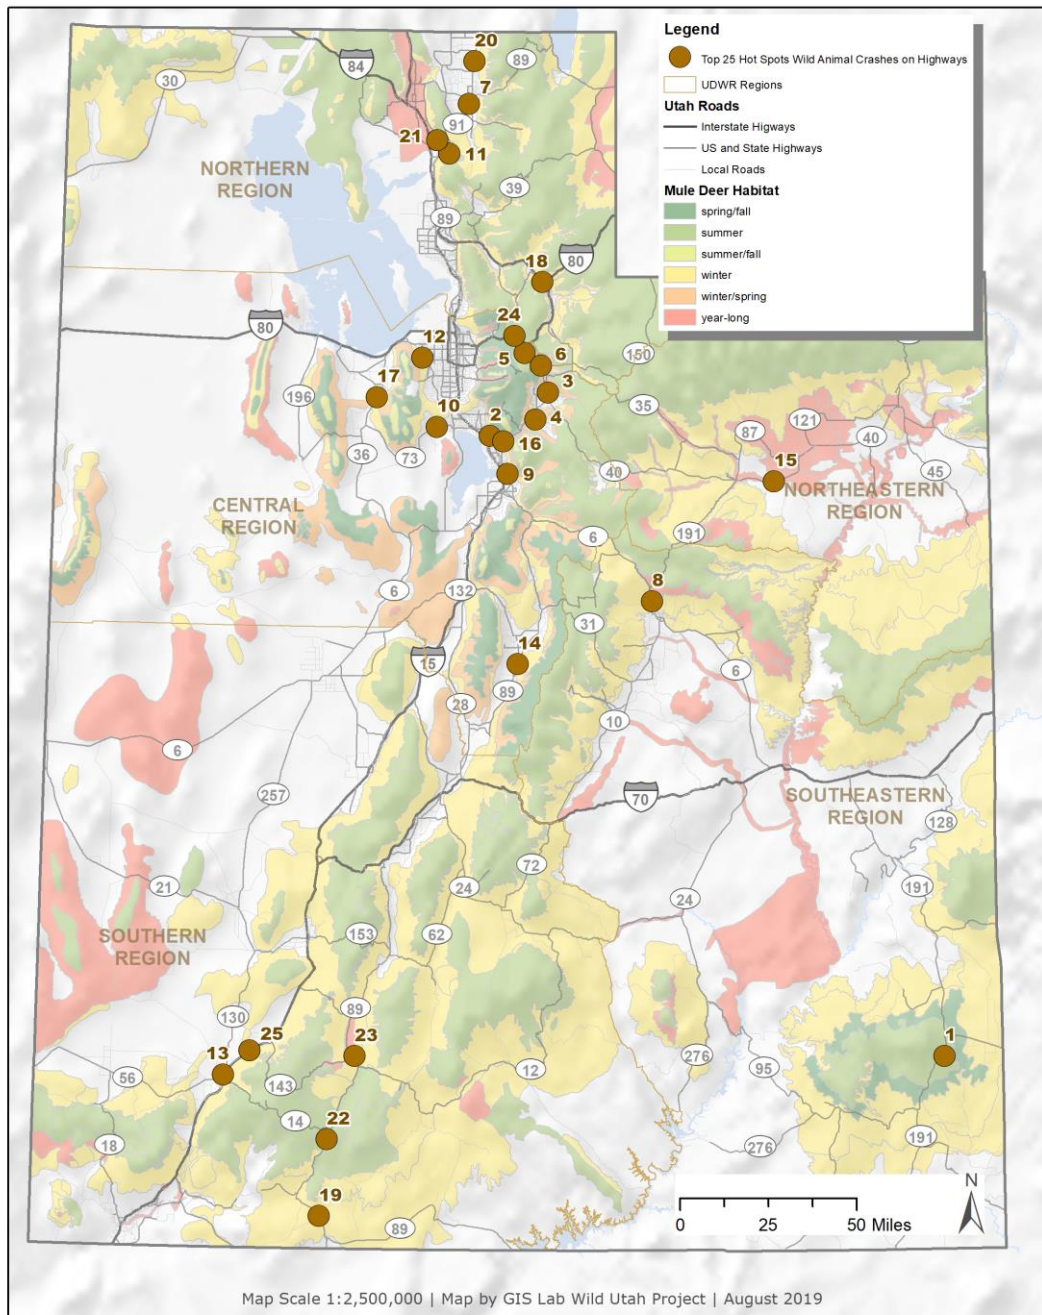 Legend
Top 25 Hot Spots Wild Animal Crashes on Highways
UDWR Regions
Utah Roads
Interstate Higways
US and State Highways
Local Roads
Mule Deer Habitat
spring/fall
summer
summer/fall
winter
winter/spring
year-long
20
84
89
30
7
91
21
11
NORTHERN
REGION
39
89
18
80
80
24
12
5
6
150
17
3
196
35
10
2
4
121
87
40
16
36
73
15
45
9
40
NORTHEASTERN
REGION
CENTRAL
REGION
191
6
8
6
132
31
14
15
89
6
28
10
6
70
257
SOUTHEASTERN
REGION
128
72
21
24
191
24
SOUTHERN
REGION
153
62
89
130
25
23
1
13
276
12
56
143
95
14
22
18
191
276
19
89
N
0 25 50 Miles
Map Scale 1:2,500,000 | Map by GIS Lab Wild Utah Project | August 2019